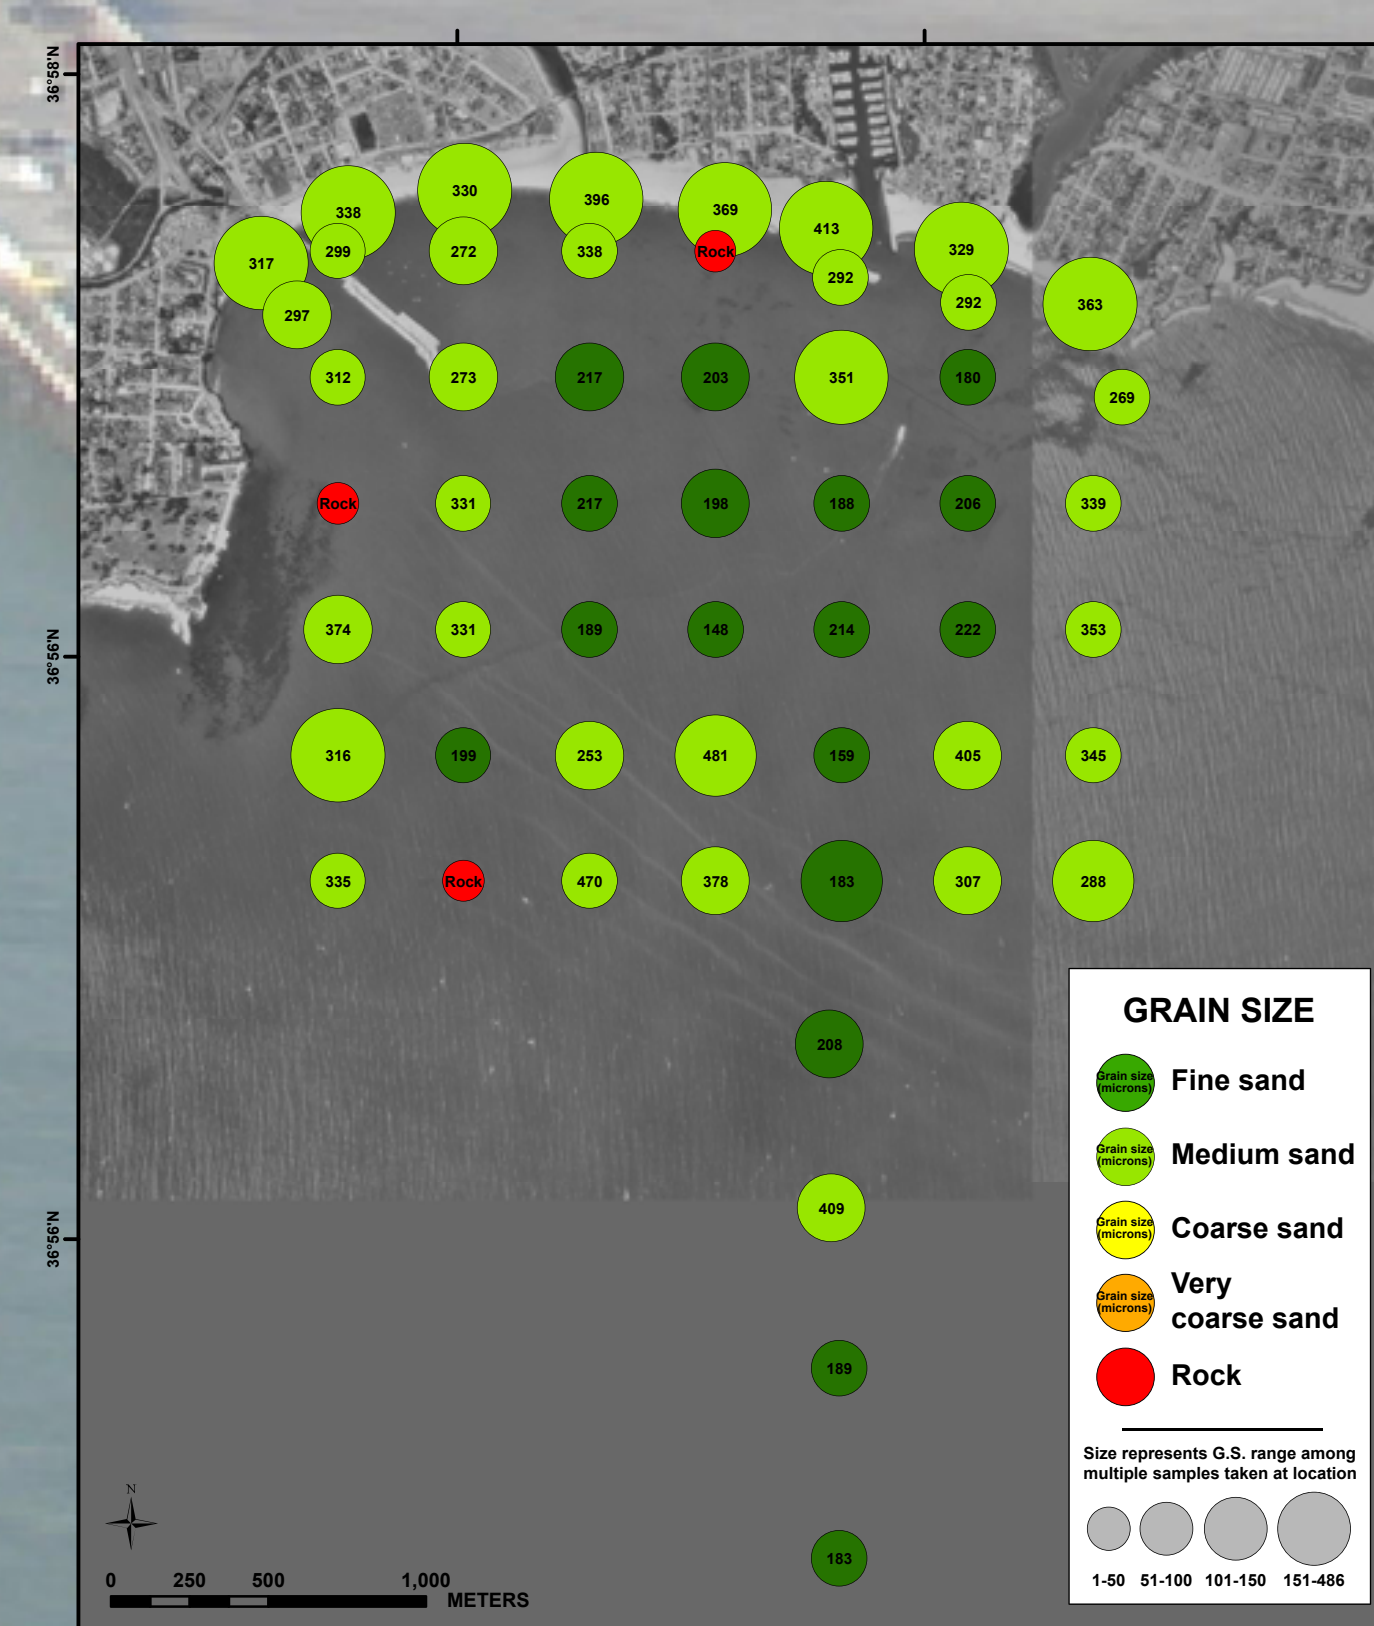 36°58'N
330
396
338
369
413
329
317
299
272
338
Rock
292
292
363
297
312
273
217
203
351
180
269
Rock
331
217
198
188
206
339
36°56'N
374
331
189
148
214
222
353
316
199
253
481
159
405
345
335
Rock
470
378
183
307
288
208
409
36°56'N
189
183
GRAIN SIZE
Grain size
(microns)
Fine sand
Grain size
(microns)
Medium sand
Grain size
(microns)
Coarse sand
Grain size
(microns)
Very
coarse sand
Rock
Size represents G.S. range among
multiple samples taken at location
1-50 51-100 101-150 151-486
N
0 250 500 1,000
METERS